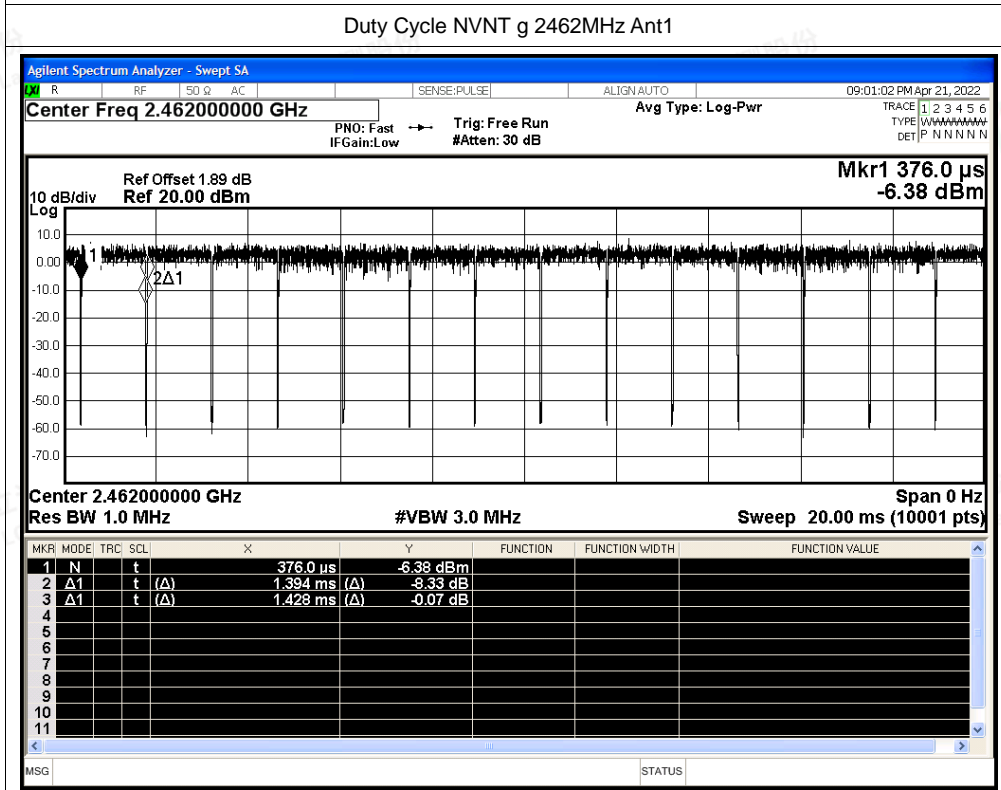 Duty Cycle NVNT g 2462MHz Ant1
Agilent Spectrum Analyzer - Swept SA
LXI R RF 50 Ω AC SENSE:PULSE ALIGN AUTO 09:01:02 PM Apr 21, 2022
Center Freq 2.462000000 GHz Avg Type: Log-Pwr TRACE 1 2 3 4 5 6
PNO: Fast Trig: Free Run TYPE WWWWWW
IFGain:Low #Atten: 30 dB DET P N N N N N
Mkr1 376.0 µs
Ref Offset 1.89 dB
10 dB/div Ref 20.00 dBm -6.38 dBm
Log
10.0
1
0.00
2Δ1
-10.0
-20.0
-30.0
-40.0
-50.0
-60.0
-70.0
Center 2.462000000 GHz Span 0 Hz
Res BW 1.0 MHz #VBW 3.0 MHz Sweep 20.00 ms (10001 pts)
MKR MODE TRC SCL X Y FUNCTION FUNCTION WIDTH FUNCTION VALUE
1 N t 376.0 µs -6.38 dBm
2 Δ1 t (Δ) 1.394 ms (Δ) -8.33 dB
3 Δ1 t (Δ) 1.428 ms (Δ) -0.07 dB
4
5
6
7
8
9
10
11
MSG STATUS